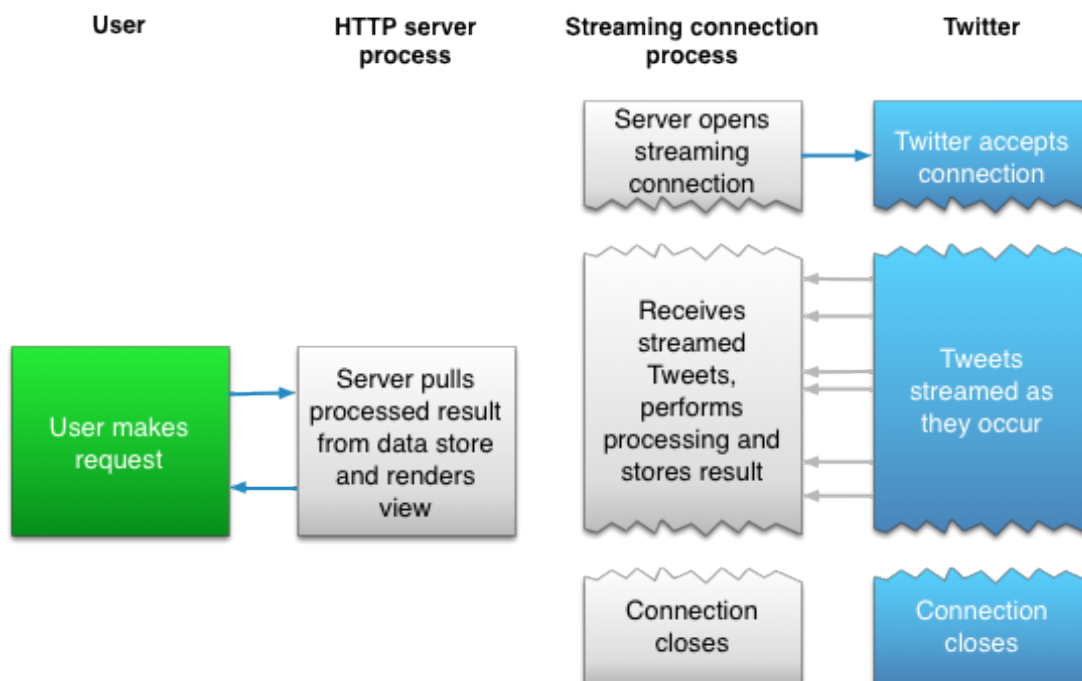 User
HTTP server
process
Streaming connection
process
Twitter
Server opens
streaming
connection
Twitter accepts
connection
User makes
request
Server pulls
processed result
from data store
and renders
view
Receives
streamed
Tweets,
performs
processing and
stores result
Tweets
streamed as
they occur
Connection
closes
Connection
closes